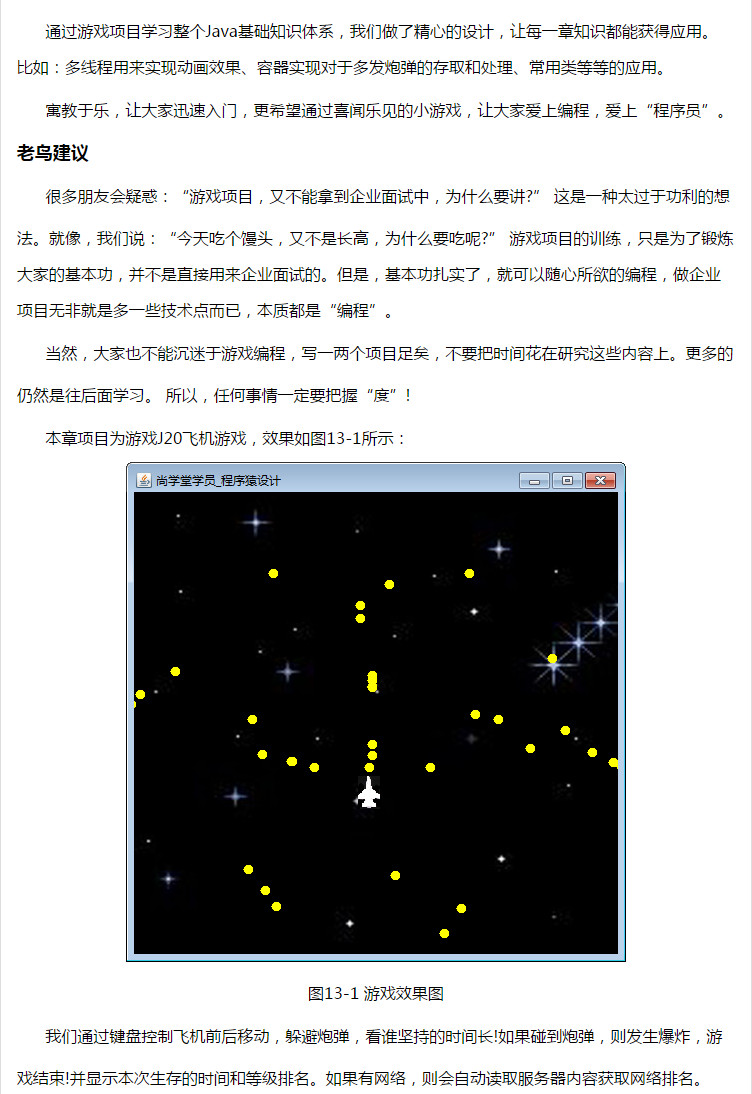 通过游戏项目学习整个Java基础知识体系，我们做了精心的设计，让每一章知识都能获得应用。
比如：多线程用来实现动画效果、容器实现对于多发炮弹的存取和处理、常用类等等的应用。
寓教于乐，让大家迅速入门，更希望通过喜闻乐见的小游戏，让大家爱上编程，爱上“程序员”。
老鸟建议
很多朋友会疑惑：“游戏项目，又不能拿到企业面试中，为什么要讲?” 这是一种太过于功利的想
法。就像，我们说：“今天吃个馒头，又不是长高，为什么要吃呢?” 游戏项目的训练，只是为了锻炼
大家的基本功，并不是直接用来企业面试的。但是，基本功扎实了，就可以随心所欲的编程，做企业
项目无非就是多一些技术点而已，本质都是“编程”。
当然，大家也不能沉迷于游戏编程，写一两个项目足矣，不要把时间花在研究这些内容上。更多的
仍然是往后面学习。 所以，任何事情一定要把握“度”!
本章项目为游戏J20飞机游戏，效果如图13-1所示：
尚学堂学员_程序猿设计
图13-1 游戏效果图
我们通过键盘控制飞机前后移动，躲避炮弹，看谁坚持的时间长!如果碰到炮弹，则发生爆炸，游
戏结束!并显示本次生存的时间和等级排名。如果有网络，则会自动读取服务器内容获取网络排名。